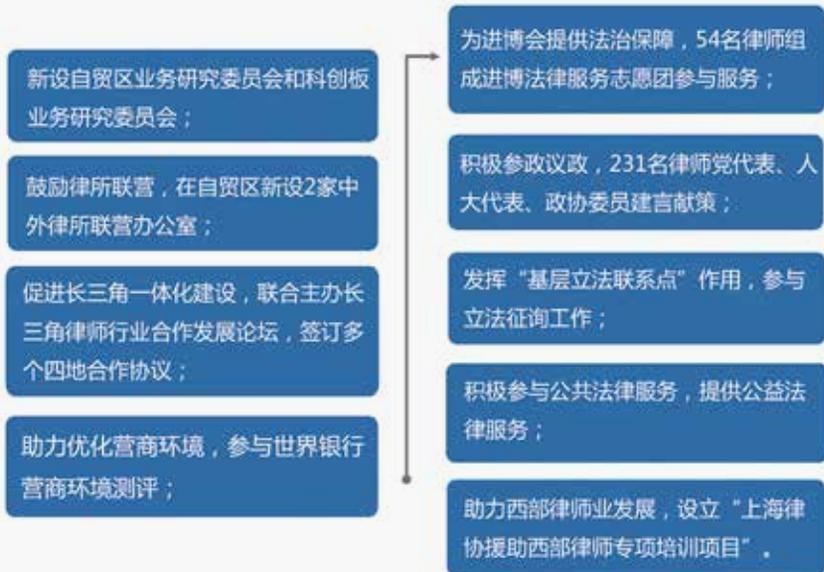 新设自贸区业务研究委员会和科创板
业务研究委员会；
鼓励律所联营，在自贸区新设2家中
外律所联营办公室；
促进长三角一体化建设，联合主办长
三角律师行业合作发展论坛，签订多
个四地合作协议；
助力优化营商环境，参与世界银行
营商环境测评；
为进博会提供法治保障，54名律师组
成进博法律服务志愿团参与服务；
积极参政议政，231名律师党代表、人
大代表、政协委员建言献策；
发挥“基层立法联系点”作用，参与
立法征询工作；
积极参与公共法律服务，提供公益法
律服务；
助力西部律师业发展，设立“上海律
协援助西部律师专项培训项目”。